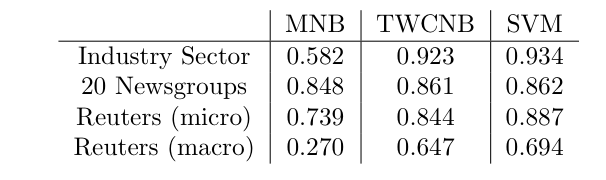 MNB TWCNB SVM
Industry Sector 0.582 0.923 0.934
20 Newsgroups 0.848 0.861 0.862
Reuters (micro) 0.739 0.844 0.887
Reuters (macro) 0.270 0.647 0.694